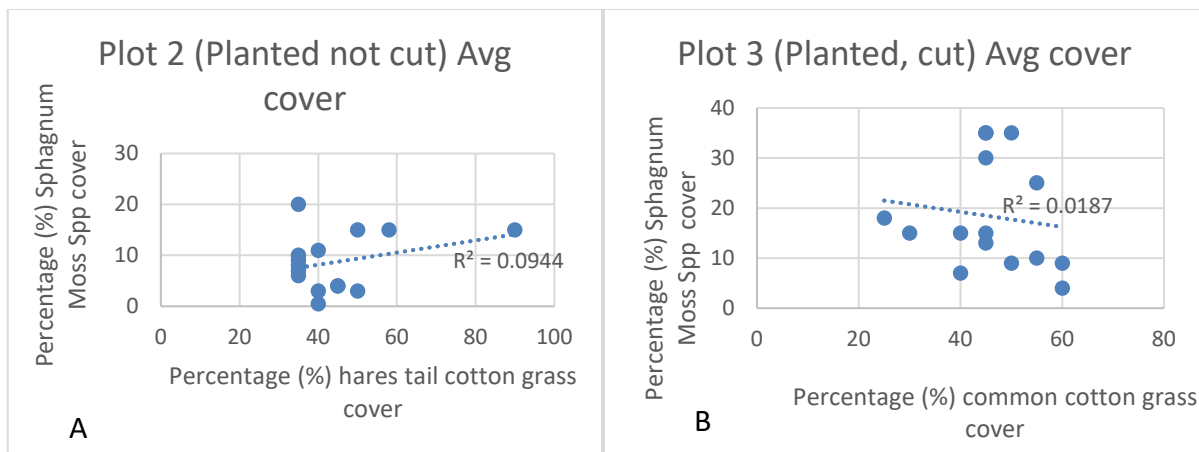 Plot 2 (Planted not cut) Avg
cover
Percentage (%) Sphagnum
Moss Spp cover
30
20
10
0
R² = 0.0944
0 20 40 60 80 100
Percentage (%) hares tail cotton grass
cover
A
Plot 3 (Planted, cut) Avg cover
Percentage (%) Sphagnum
Moss Spp cover
40
30
20
10
0
R² = 0.0187
0 20 40 60 80
Percentage (%) common cotton grass
cover
B